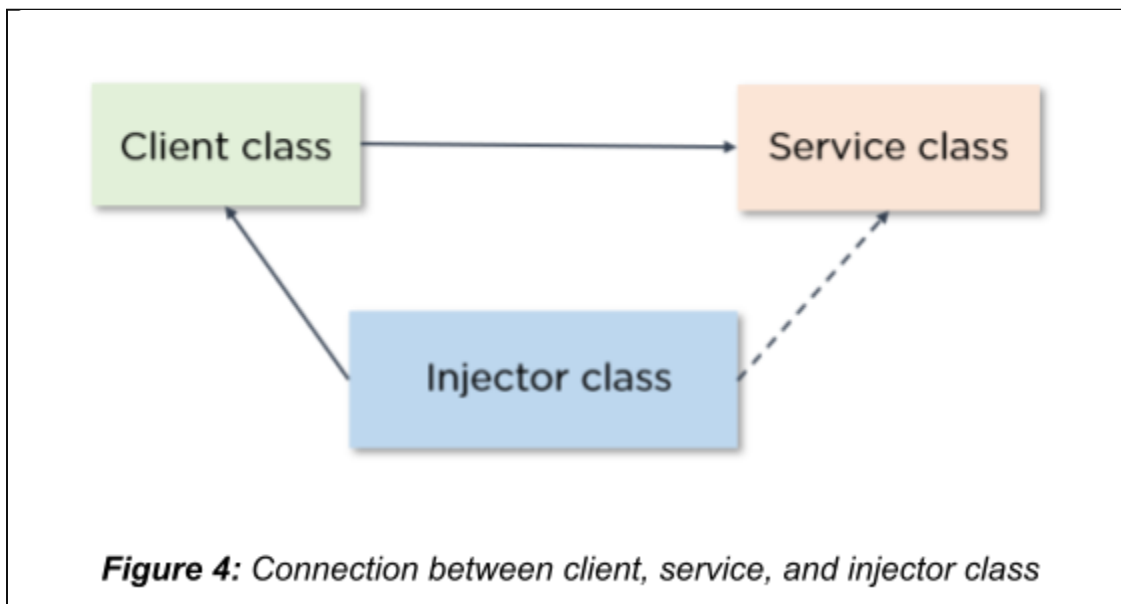 Client class
Service class
Injector class
Figure 4: Connection between client, service, and injector class